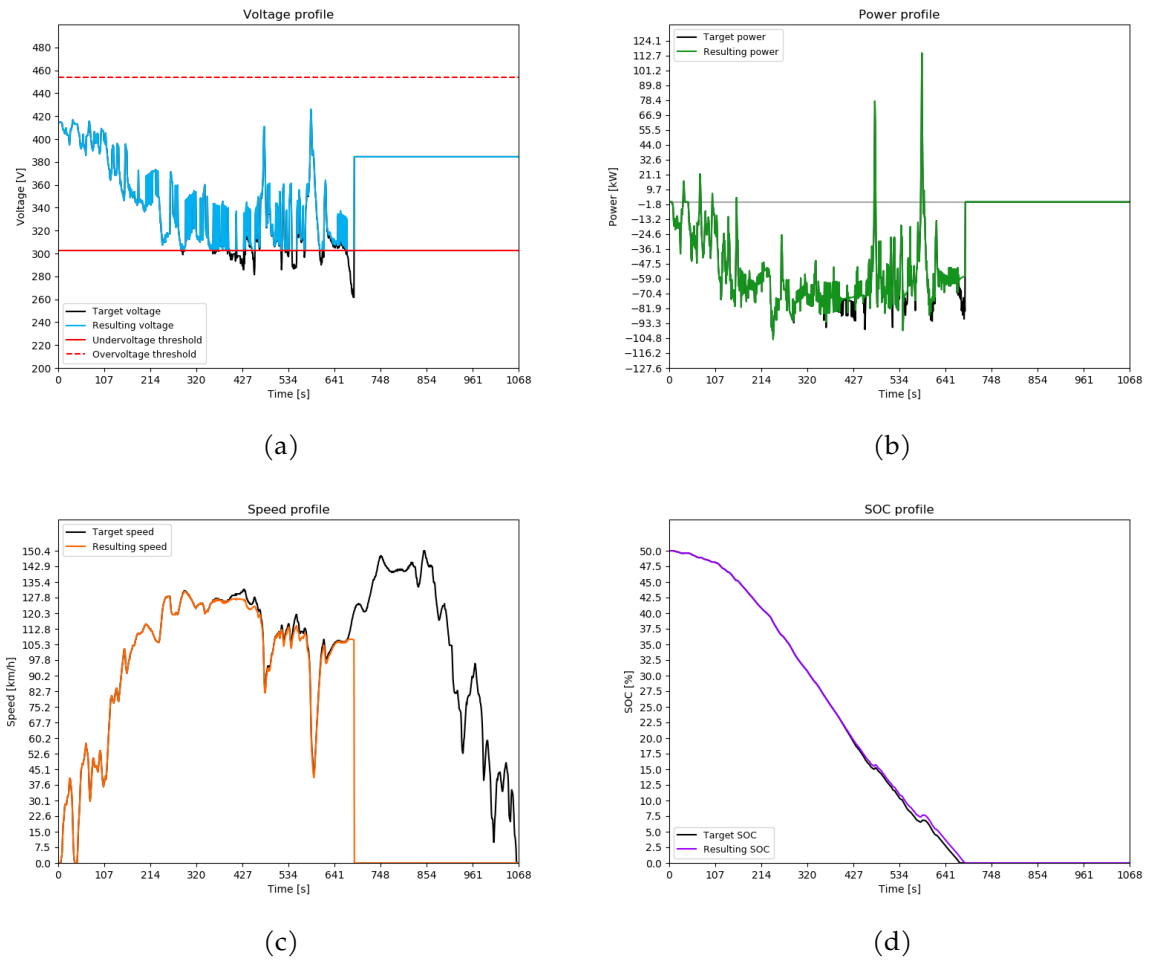 Voltage profile
480
460
440
420
400
380
360
340
320
300
280
260
240
220
200
Voltage [V]
Target voltage
Resulting voltage
Undervoltage threshold
Overvoltage threshold
0 107 214 320 427 534 641 748 854 961 1068
Time [s]
(a)
Power profile
124.1
112.7
101.2
89.8
78.4
66.9
55.5
44.0
32.6
21.1
9.7
−1.8
−13.2
−24.6
−36.1
−47.5
−59.0
−70.4
−81.9
−93.3
−104.8
−116.2
−127.6
Power [kW]
Target power
Resulting power
0 107 214 320 427 534 641 748 854 961 1068
Time [s]
(b)
Speed profile
150.4
142.9
135.4
127.8
120.3
112.8
105.3
97.8
90.2
82.7
75.2
67.7
60.2
52.6
45.1
37.6
30.1
22.6
15.0
7.5
0.0
Speed [km/h]
Target speed
Resulting speed
0 107 214 320 427 534 641 748 854 961 1068
Time [s]
(c)
SOC profile
50.0
47.5
45.0
42.5
40.0
37.5
35.0
32.5
30.0
27.5
25.0
22.5
20.0
17.5
15.0
12.5
10.0
7.5
5.0
2.5
0.0
SOC [%]
Target SOC
Resulting SOC
0 107 214 320 427 534 641 748 854 961 1068
Time [s]
(d)